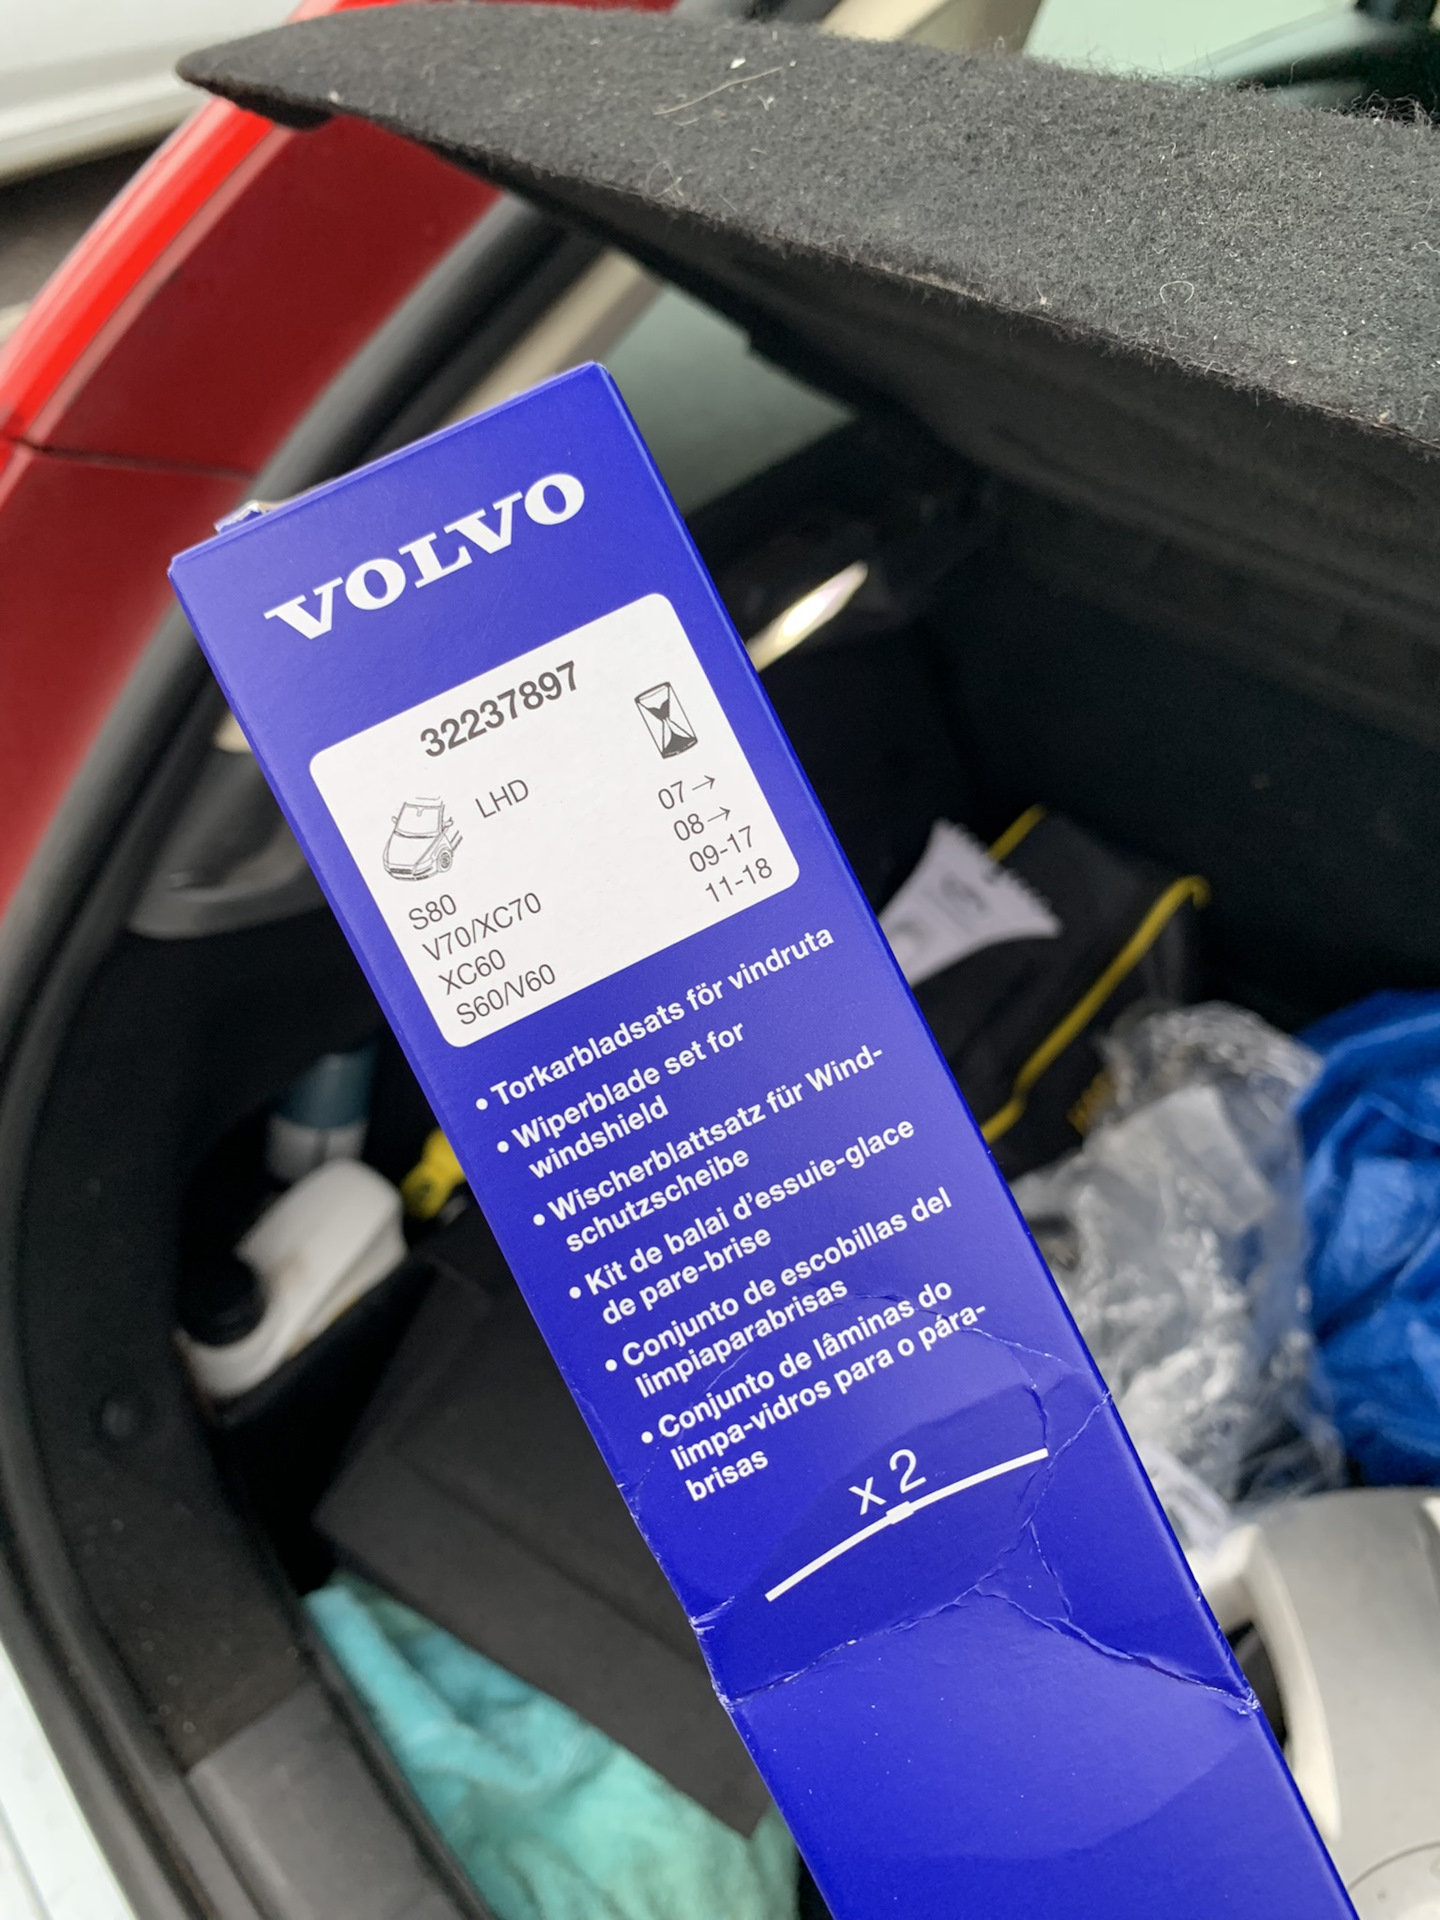 VOLVO
32237897
LHD
S80 07→
V70/XC70 08→
XC60 09-17
S60/V60 11-18
• Torkarbladsats för vindruta
• Wiperblade set for
windshield
• Wischerblattsatz für Wind-
schutzscheibe
• Kit de balai d'essuie-glace
de pare-brise
• Conjunto de escobillas del
limpiaparabrisas
• Conjunto de lâminas do
limpa-vidros para o pára-
brisas
x 2